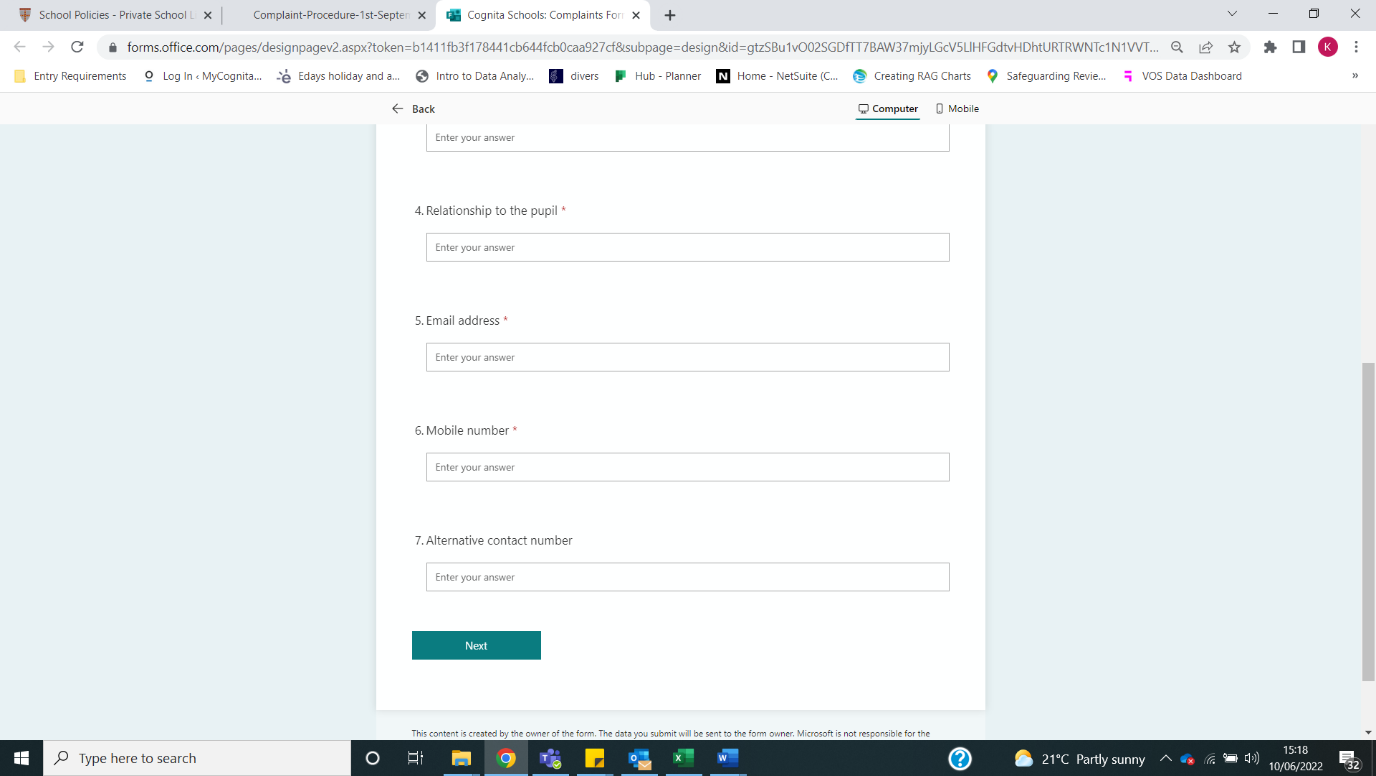 School Policies - Private School L
Complaint-Procedure-1st-Septem
Cognita Schools: Complaints For
forms.office.com/pages/designpagev2.aspx?token=b1411fb3f178441cb644fcb0caa927cf&subpage=design&id=gtzSBu1vO02SGDfTT7BAW37mjyLGcV5LlHFGdtvHDhtURTRWNTc1N1VVT...
K
Entry Requirements
Log In ‹ MyCognita...
Edays holiday and a...
Intro to Data Analy...
divers
Hub - Planner
Home - NetSuite (C...
Creating RAG Charts
Safeguarding Revie...
VOS Data Dashboard
»
Back
Computer
Mobile
Enter your answer
4. Relationship to the pupil *
Enter your answer
5. Email address *
Enter your answer
6. Mobile number *
Enter your answer
7. Alternative contact number
Enter your answer
Next
This content is created by the owner of the form. The data you submit will be sent to the form owner. Microsoft is not responsible for the
Type here to search
21°C Partly sunny
15:18
10/06/2022
32